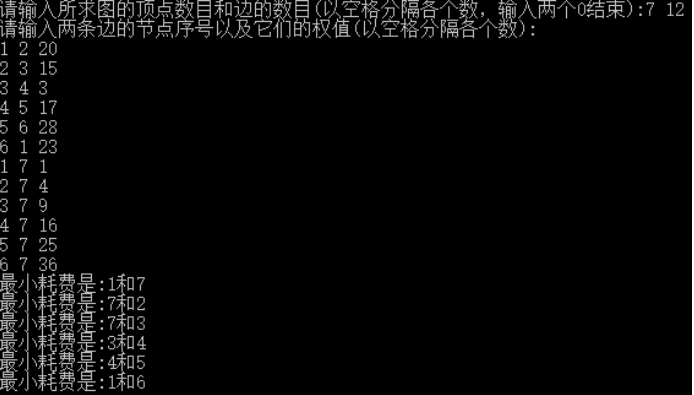 请输入所求图的顶点数目和边的数目(以空格分隔各个数，输入两个0结束):7 12
请输入两条边的节点序号以及它们的权值(以空格分隔各个数):
1 2 20
2 3 15
3 4 3
4 5 17
5 6 28
6 1 23
1 7 1
2 7 4
3 7 9
4 7 16
5 7 25
6 7 36
最小耗费是:1和7
最小耗费是:7和2
最小耗费是:7和3
最小耗费是:3和4
最小耗费是:4和5
最小耗费是:1和6